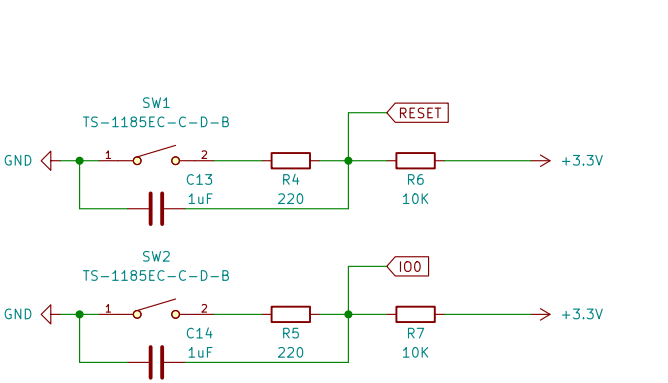 RESET
SW1
TS-1185EC-C-D-B
GND
1
2
+3.3V
C13
1uF
R4
220
R6
10K
IO0
SW2
TS-1185EC-C-D-B
GND
1
2
+3.3V
C14
1uF
R5
220
R7
10K